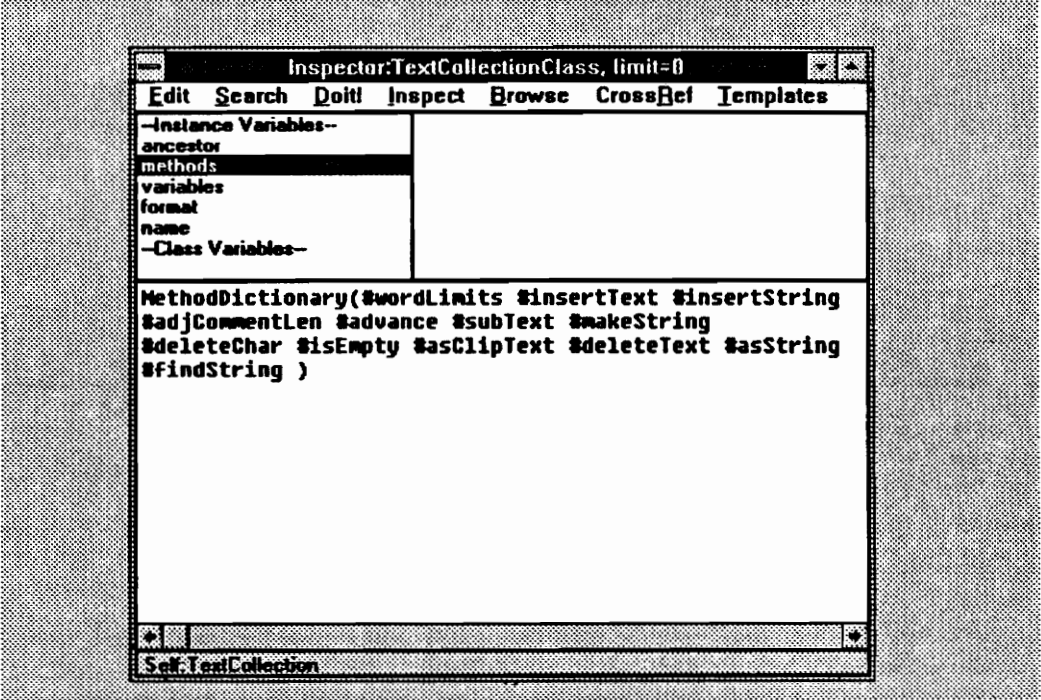 Inspector:TextCollectionClass, limit=0
Edit Search Doit! Inspect Browse CrossRef Templates
--Instance Variables--
ancestor
methods
variables
format
name
--Class Variables--
MethodDictionary(#wordLimits #insertText #insertString
#adjCommentLen #advance #subText #makeString
#deleteChar #isEmpty #asClipText #deleteText #asString
#findString )
Self:TextCollection